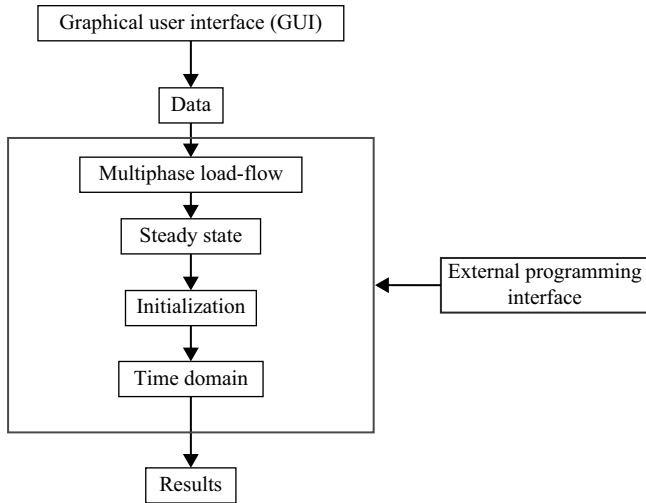 Graphical user interface (GUI)
Data
Multiphase load-flow
Steady state
Initialization
Time domain
External programming
interface
Results